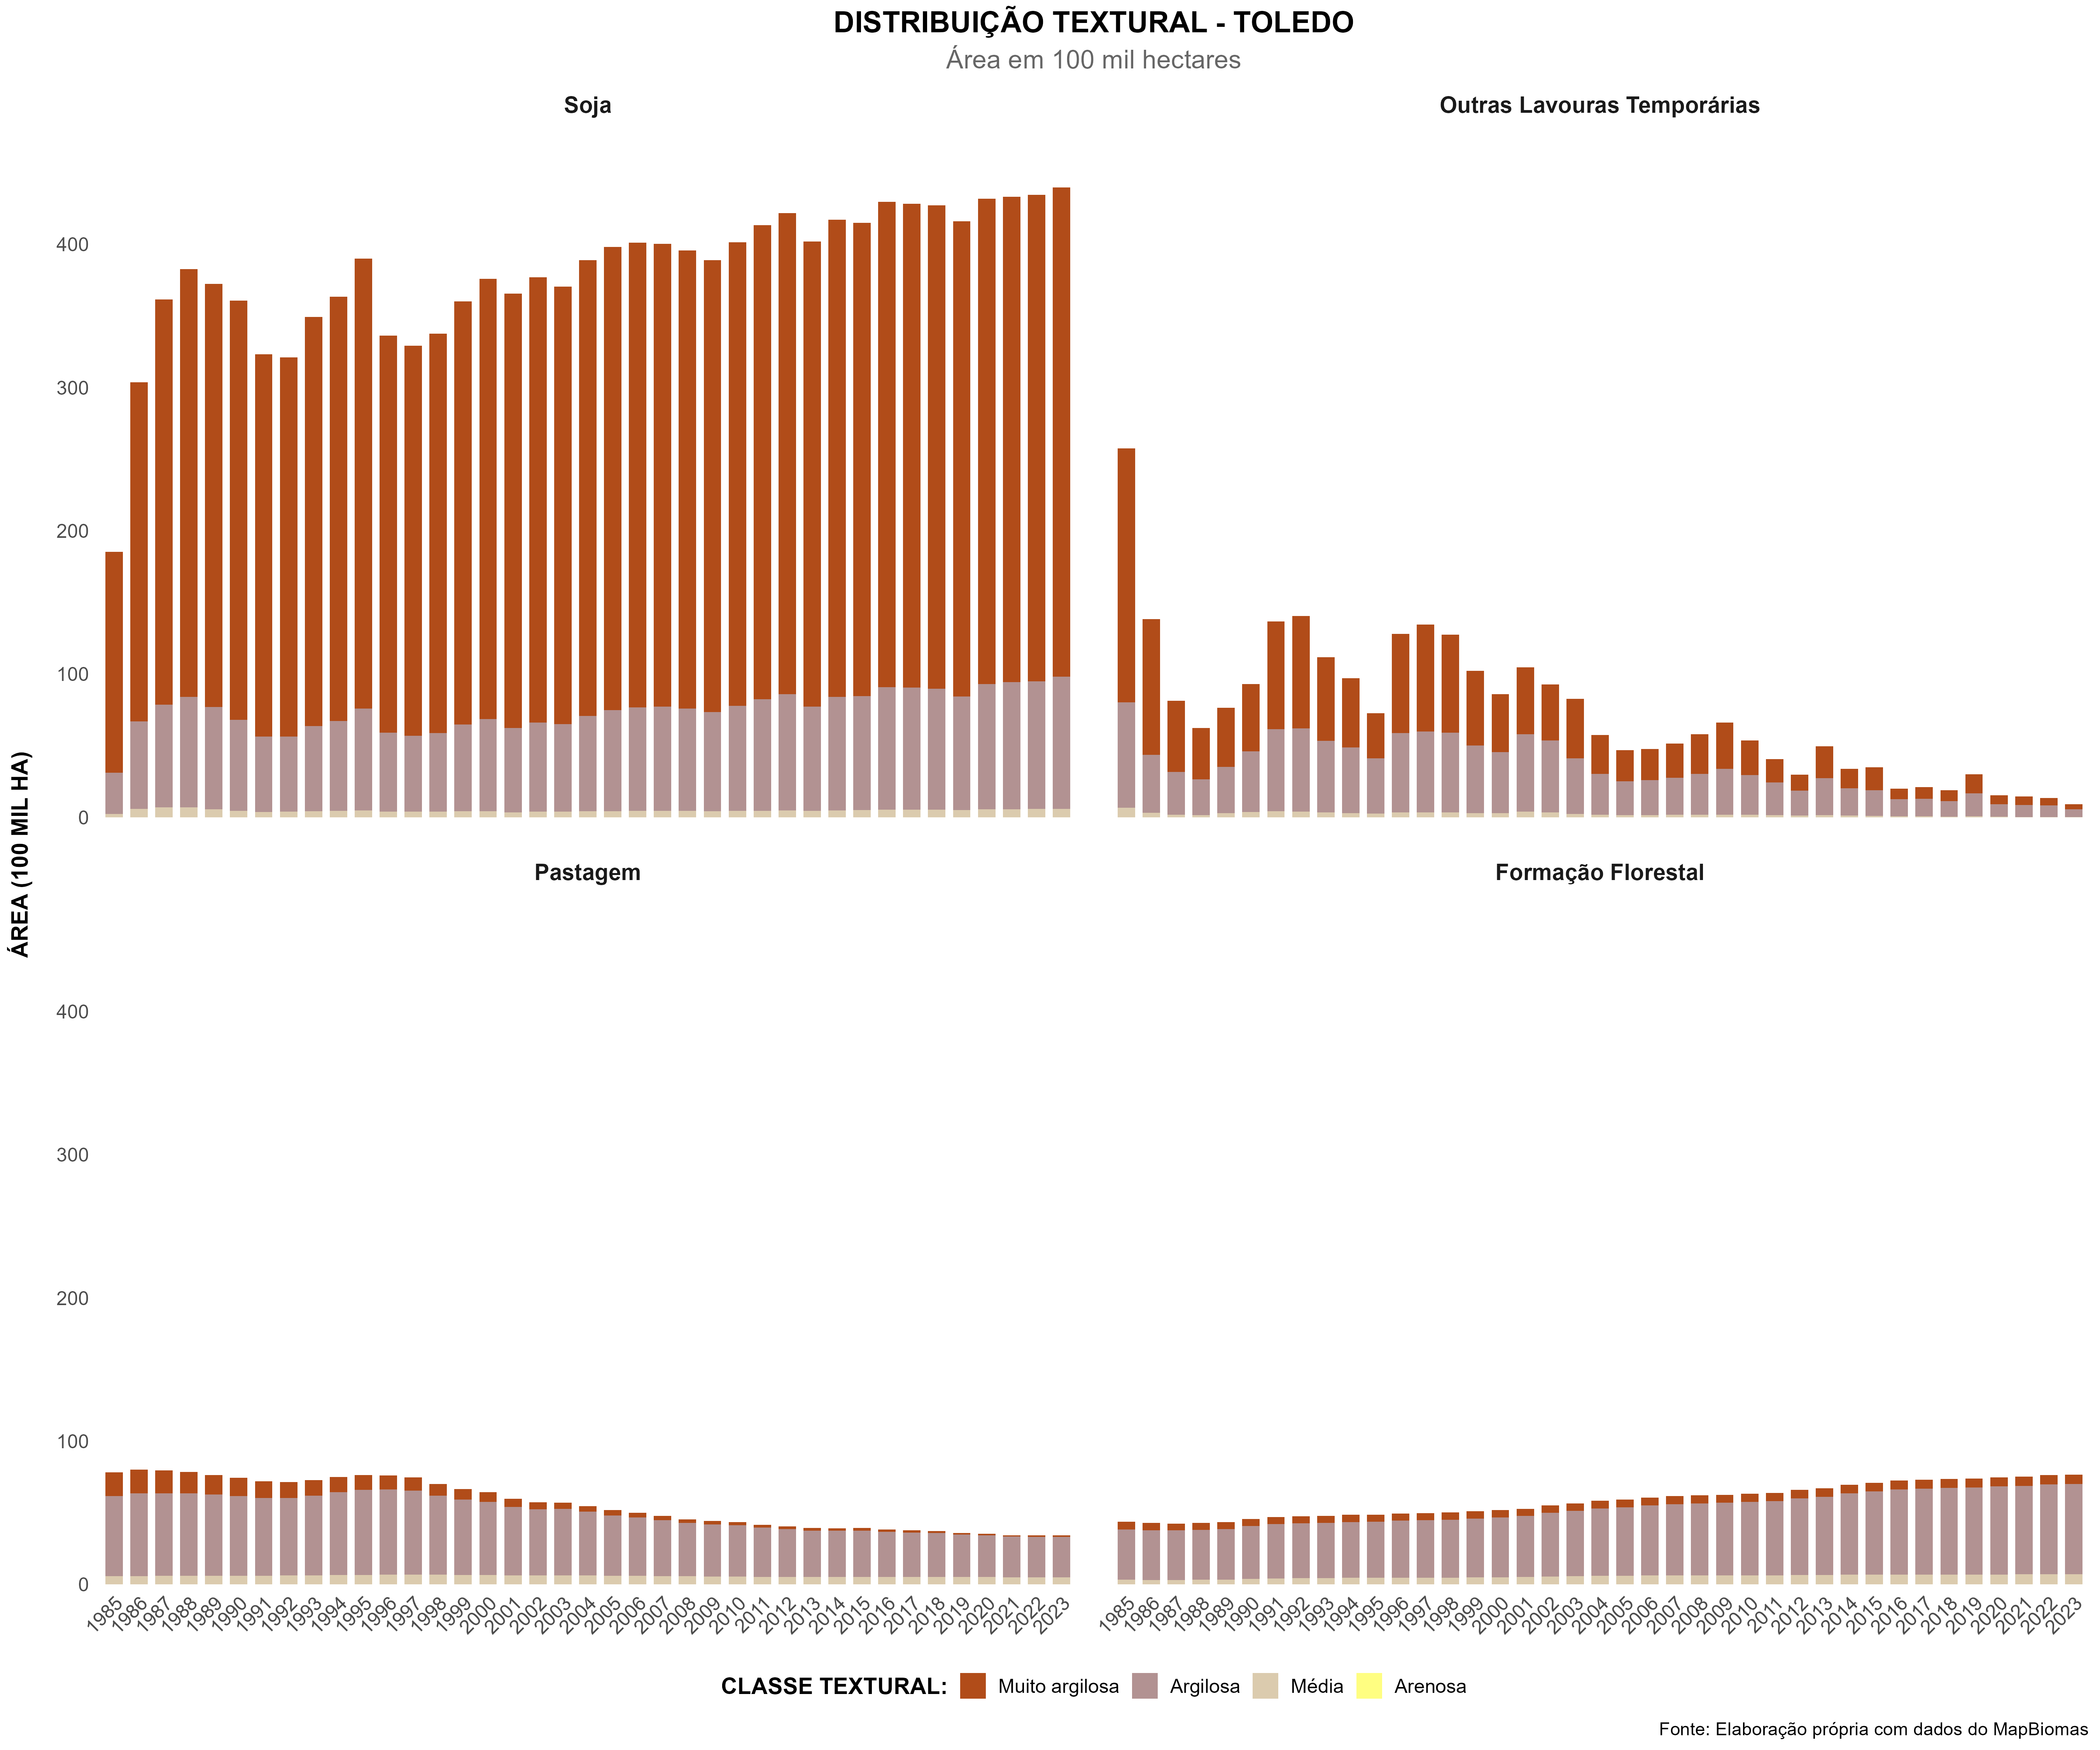 DISTRIBUIÇÃO TEXTURAL - TOLEDO
Área em 100 mil hectares
Soja
Outras Lavouras Temporárias
400
300
200
100
0
ÁREA (100 MIL HA)
Pastagem
Formação Florestal
400
300
200
100
0
1985 1986 1987 1988 1989 1990 1991 1992 1993 1994 1995 1996 1997 1998 1999 2000 2001 2002 2003 2004 2005 2006 2007 2008 2009 2010 2011 2012 2013 2014 2015 2016 2017 2018 2019 2020 2021 2022 2023
1985 1986 1987 1988 1989 1990 1991 1992 1993 1994 1995 1996 1997 1998 1999 2000 2001 2002 2003 2004 2005 2006 2007 2008 2009 2010 2011 2012 2013 2014 2015 2016 2017 2018 2019 2020 2021 2022 2023
CLASSE TEXTURAL: Muito argilosa Argilosa Média Arenosa
Fonte: Elaboração própria com dados do MapBiomas